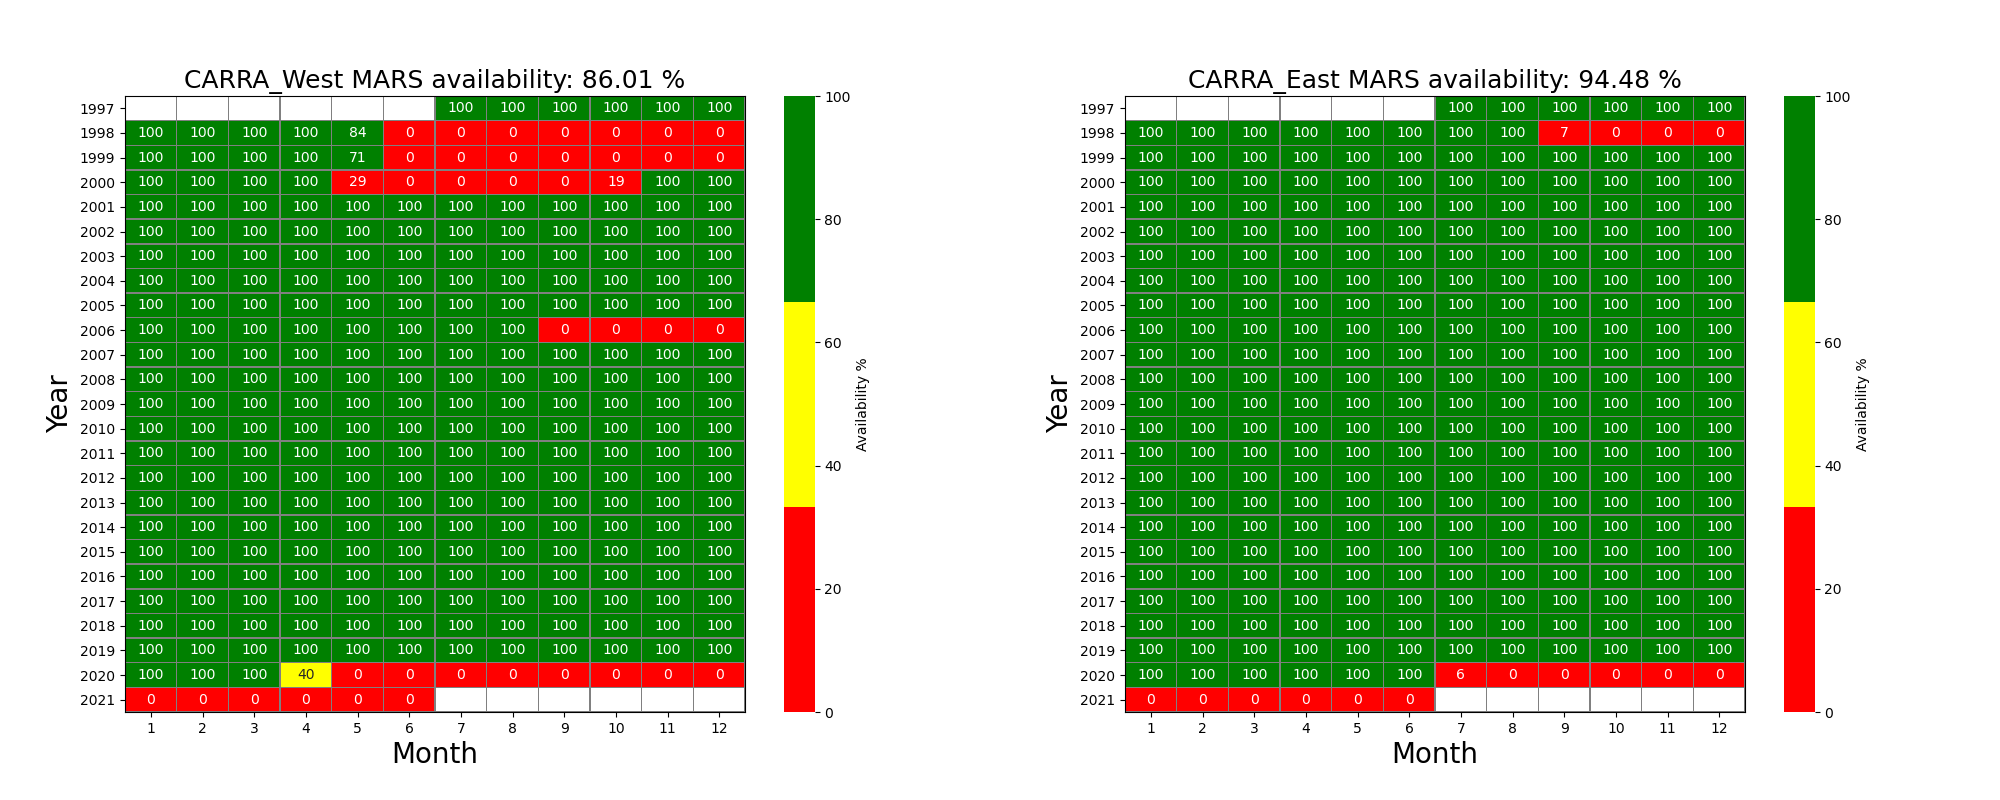 CARRA_West MARS availability: 86.01 %
1997 100 100 100 100 100 100
1998 100 100 100 100 84 0 0 0 0 0 0 0
1999 100 100 100 100 71 0 0 0 0 0 0 0
2000 100 100 100 100 29 0 0 0 0 19 100 100
2001 100 100 100 100 100 100 100 100 100 100 100 100
2002 100 100 100 100 100 100 100 100 100 100 100 100
2003 100 100 100 100 100 100 100 100 100 100 100 100
2004 100 100 100 100 100 100 100 100 100 100 100 100
2005 100 100 100 100 100 100 100 100 100 100 100 100
2006 100 100 100 100 100 100 100 100 0 0 0 0
2007 100 100 100 100 100 100 100 100 100 100 100 100
2008 100 100 100 100 100 100 100 100 100 100 100 100
2009 100 100 100 100 100 100 100 100 100 100 100 100
2010 100 100 100 100 100 100 100 100 100 100 100 100
2011 100 100 100 100 100 100 100 100 100 100 100 100
2012 100 100 100 100 100 100 100 100 100 100 100 100
2013 100 100 100 100 100 100 100 100 100 100 100 100
2014 100 100 100 100 100 100 100 100 100 100 100 100
2015 100 100 100 100 100 100 100 100 100 100 100 100
2016 100 100 100 100 100 100 100 100 100 100 100 100
2017 100 100 100 100 100 100 100 100 100 100 100 100
2018 100 100 100 100 100 100 100 100 100 100 100 100
2019 100 100 100 100 100 100 100 100 100 100 100 100
2020 100 100 100 40 0 0 0 0 0 0 0 0
2021 0 0 0 0 0 0
1 2 3 4 5 6 7 8 9 10 11 12
Month
Year
100
80
60
40
20
0
Availability %
CARRA_East MARS availability: 94.48 %
1997 100 100 100 100 100 100
1998 100 100 100 100 100 100 100 100 7 0 0 0
1999 100 100 100 100 100 100 100 100 100 100 100 100
2000 100 100 100 100 100 100 100 100 100 100 100 100
2001 100 100 100 100 100 100 100 100 100 100 100 100
2002 100 100 100 100 100 100 100 100 100 100 100 100
2003 100 100 100 100 100 100 100 100 100 100 100 100
2004 100 100 100 100 100 100 100 100 100 100 100 100
2005 100 100 100 100 100 100 100 100 100 100 100 100
2006 100 100 100 100 100 100 100 100 100 100 100 100
2007 100 100 100 100 100 100 100 100 100 100 100 100
2008 100 100 100 100 100 100 100 100 100 100 100 100
2009 100 100 100 100 100 100 100 100 100 100 100 100
2010 100 100 100 100 100 100 100 100 100 100 100 100
2011 100 100 100 100 100 100 100 100 100 100 100 100
2012 100 100 100 100 100 100 100 100 100 100 100 100
2013 100 100 100 100 100 100 100 100 100 100 100 100
2014 100 100 100 100 100 100 100 100 100 100 100 100
2015 100 100 100 100 100 100 100 100 100 100 100 100
2016 100 100 100 100 100 100 100 100 100 100 100 100
2017 100 100 100 100 100 100 100 100 100 100 100 100
2018 100 100 100 100 100 100 100 100 100 100 100 100
2019 100 100 100 100 100 100 100 100 100 100 100 100
2020 100 100 100 100 100 100 6 0 0 0 0 0
2021 0 0 0 0 0 0
1 2 3 4 5 6 7 8 9 10 11 12
Month
Year
100
80
60
40
20
0
Availability %